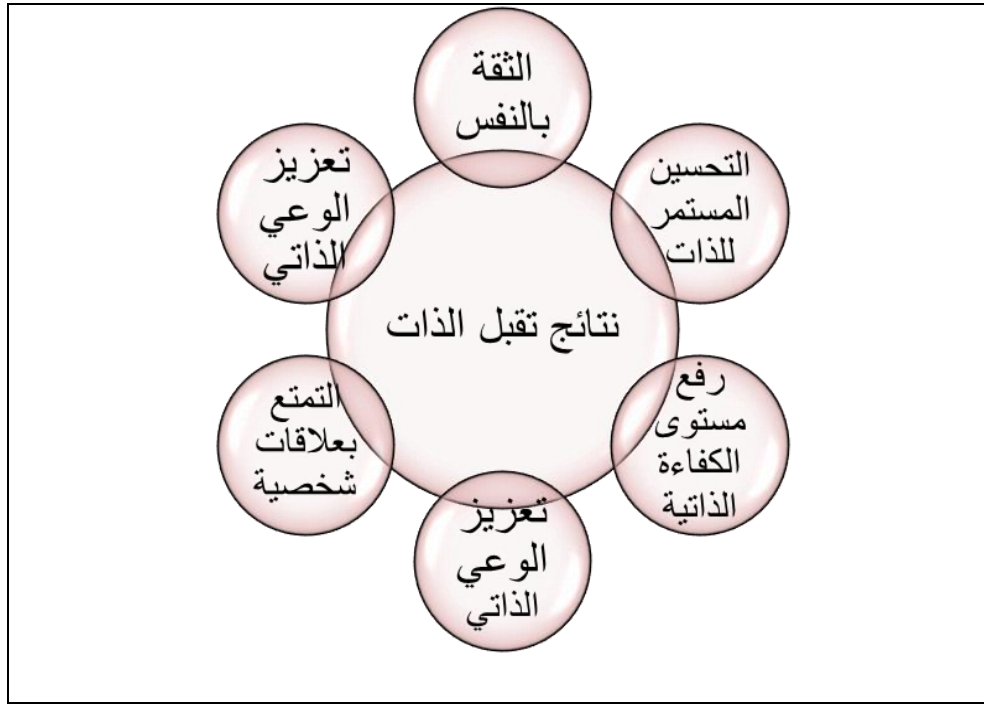 الثقة
بالنفس
التحسين
المستمر
للذات
رفع
مستوى
الكفاءة
الذاتية
تعزيز
الوعي
الذاتي
التمتع
بعلاقات
شخصية
تعزيز
الوعي
الذاتي
نتائج تقبل الذات